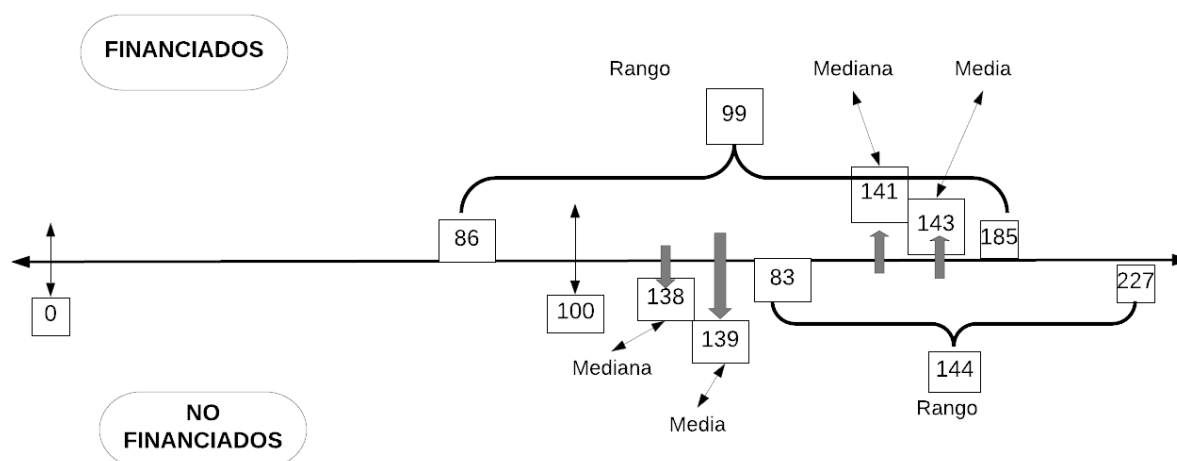 FINANCIADOS
Rango
Mediana
Media
99
141
143
86
185
0
100
138
139
83
227
Mediana
Media
144
Rango
NO
FINANCIADOS